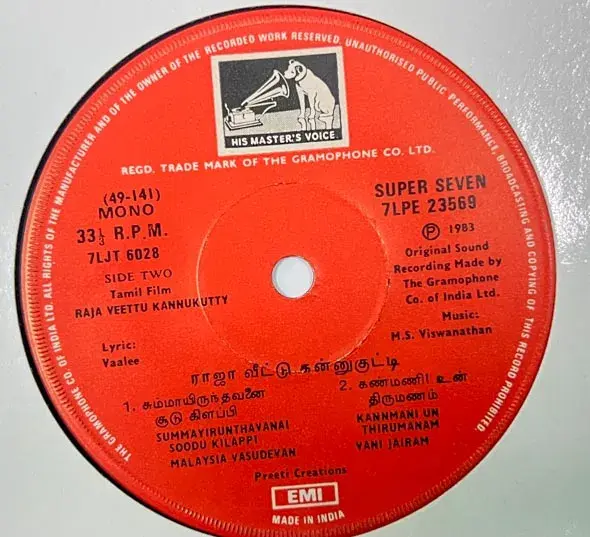 ALL RIGHTS OF THE MANUFACTURER AND OF THE OWNER OF THE RECORDED WORK RESERVED. UNAUTHORISED PUBLIC PERFORMANCE, BROADCASTING AND COPYING OF THIS RECORD PROHIBITED
THE GRAMOPHONE CO. OF INDIA LTD.
HIS MASTER'S VOICE
REGD. TRADE MARK OF THE GRAMOPHONE CO. LTD.
(49-141)
MONO
33⅓ R.P.M.
7LJT 6028
SIDE TWO
Tamil Film
RAJA VEETTU KANNUKUTTY
SUPER SEVEN
7LPE 23569
Ⓟ 1983
Original Sound
Recording Made by
The Gramophone
Co. of India Ltd.
Lyric:
Vaalee
Music:
M.S. Viswanathan
ராஜா வீட்டு கன்னுகுட்டி
1. சும்மாயிருந்தவனை
சூடு கிளப்பி
SUMMAYIRUNTHAVANAI
SOODU KILAPPI
MALAYSIA VASUDEVAN
2. கண்மணி! உன்
திருமணம்
KANNMANI UN
THIRUMANAM
VANI JAIRAM
Preeti Creations
EMI
MADE IN INDIA